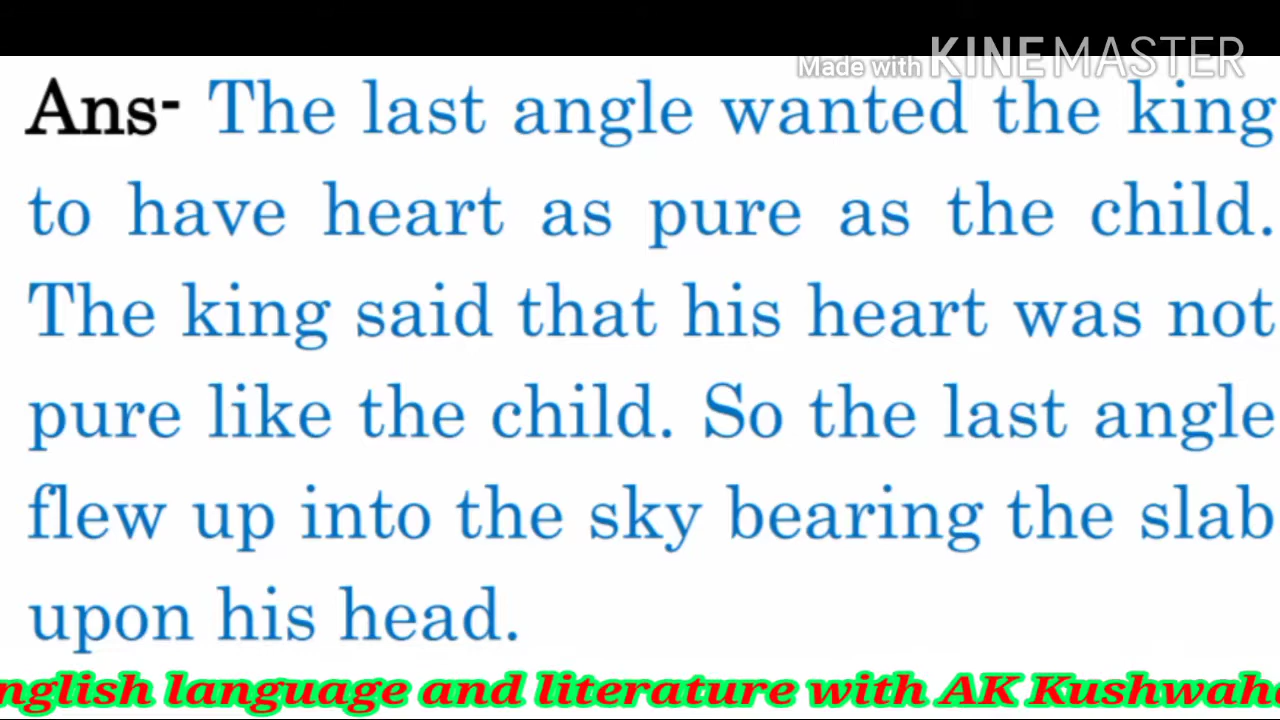 Made with KINEMASTER
Ans- The last angle wanted the king
to have heart as pure as the child.
The king said that his heart was not
pure like the child. So the last angle
flew up into the sky bearing the slab
upon his head.
nglish language and literature with AK Kushwaha